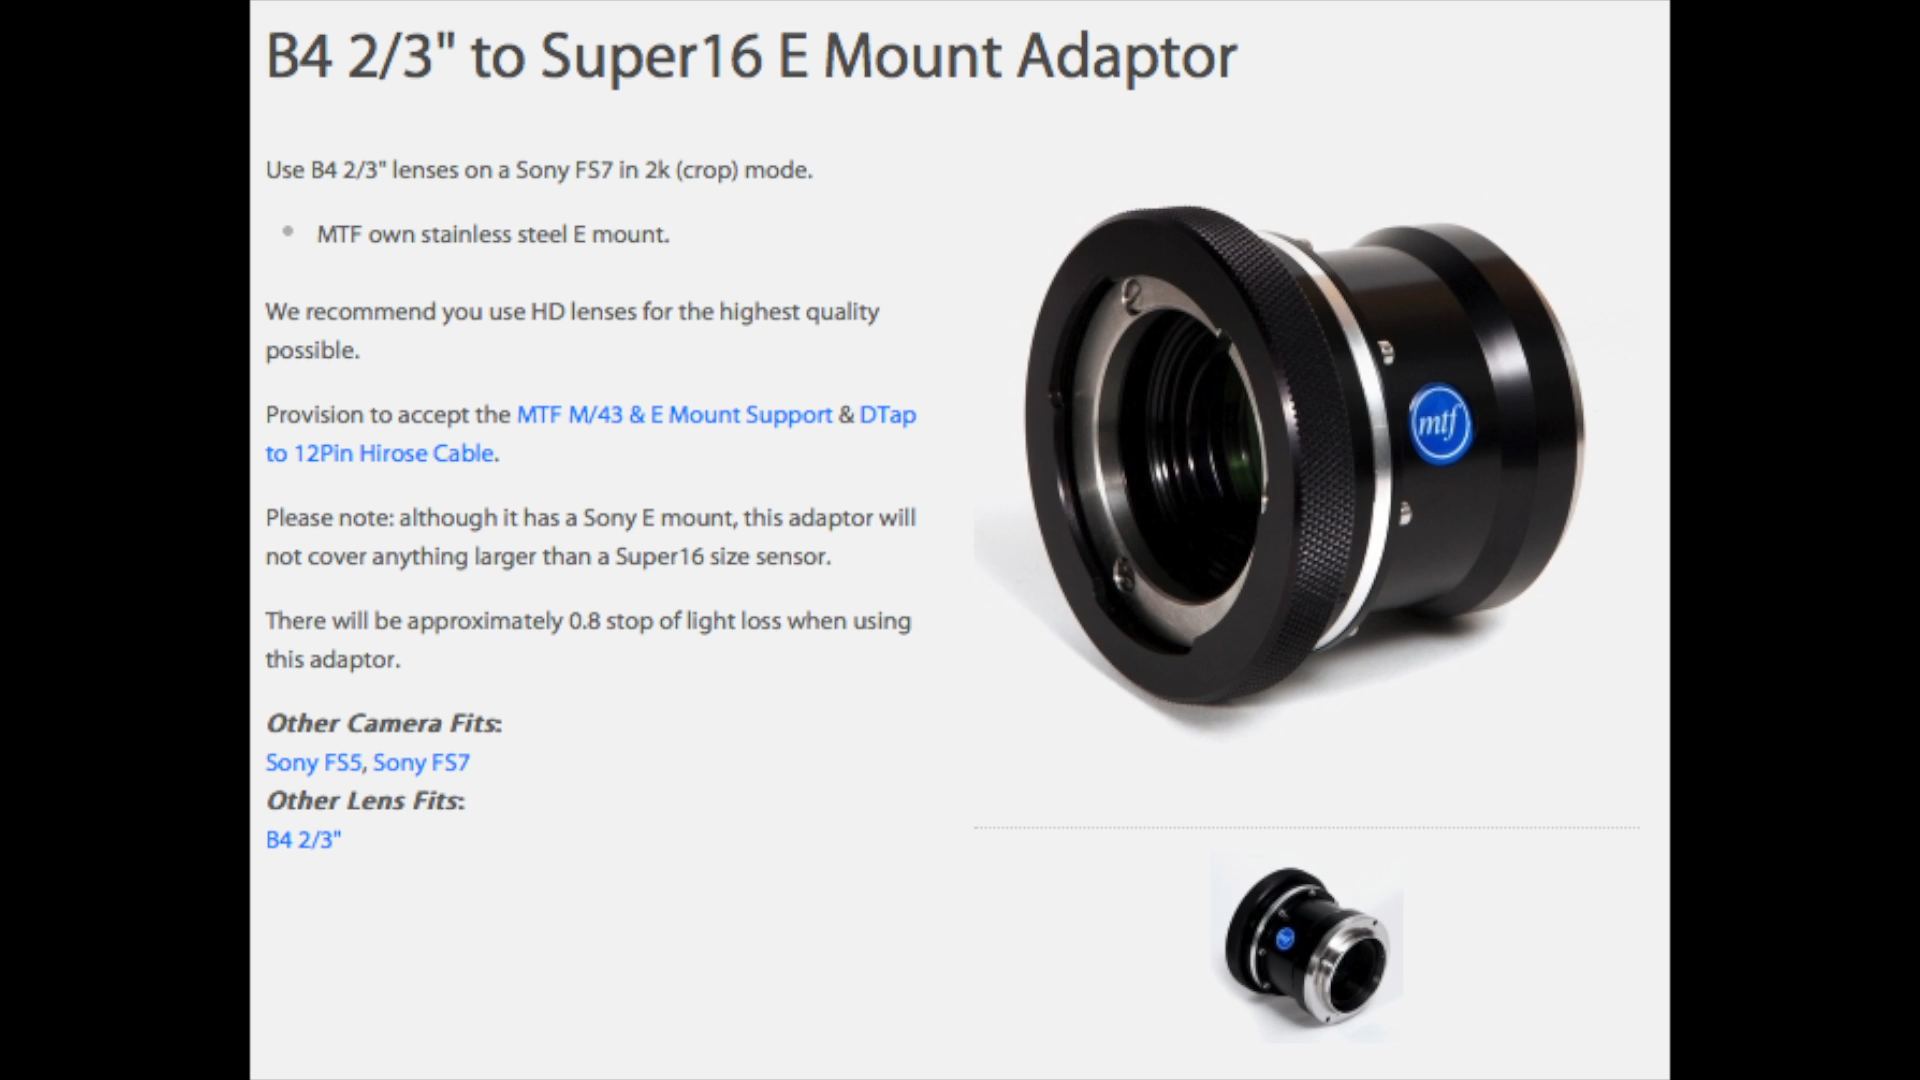 B4 2/3" to Super16 E Mount Adaptor
Use B4 2/3" lenses on a Sony FS7 in 2k (crop) mode.
MTF own stainless steel E mount.
We recommend you use HD lenses for the highest quality
possible.
Provision to accept the MTF M/43 & E Mount Support & DTap
to 12Pin Hirose Cable.
Please note: although it has a Sony E mount, this adaptor will
not cover anything larger than a Super16 size sensor.
There will be approximately 0.8 stop of light loss when using
this adaptor.
Other Camera Fits:
Sony FS5, Sony FS7
Other Lens Fits:
B4 2/3"
mtf